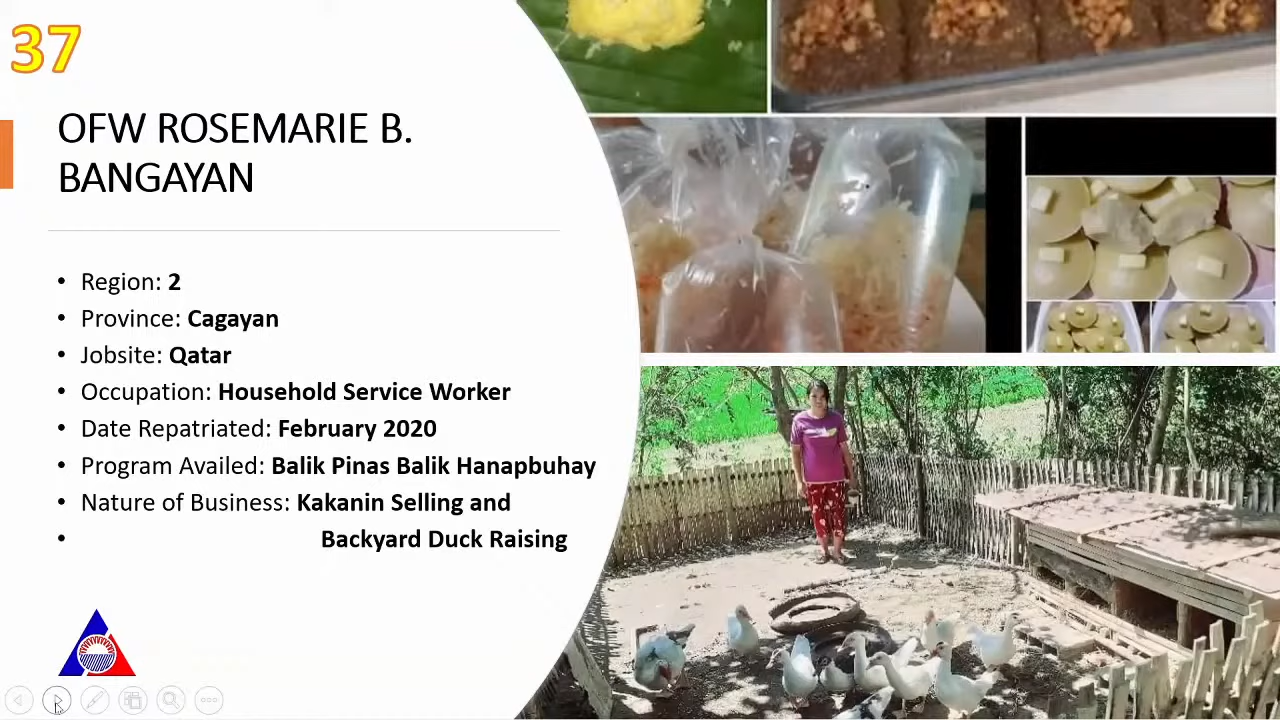 37
OFW ROSEMARIE B.
BANGAYAN
• Region: 2
• Province: Cagayan
• Jobsite: Qatar
• Occupation: Household Service Worker
• Date Repatriated: February 2020
• Program Availed: Balik Pinas Balik Hanapbuhay
• Nature of Business: Kakanin Selling and
• Backyard Duck Raising